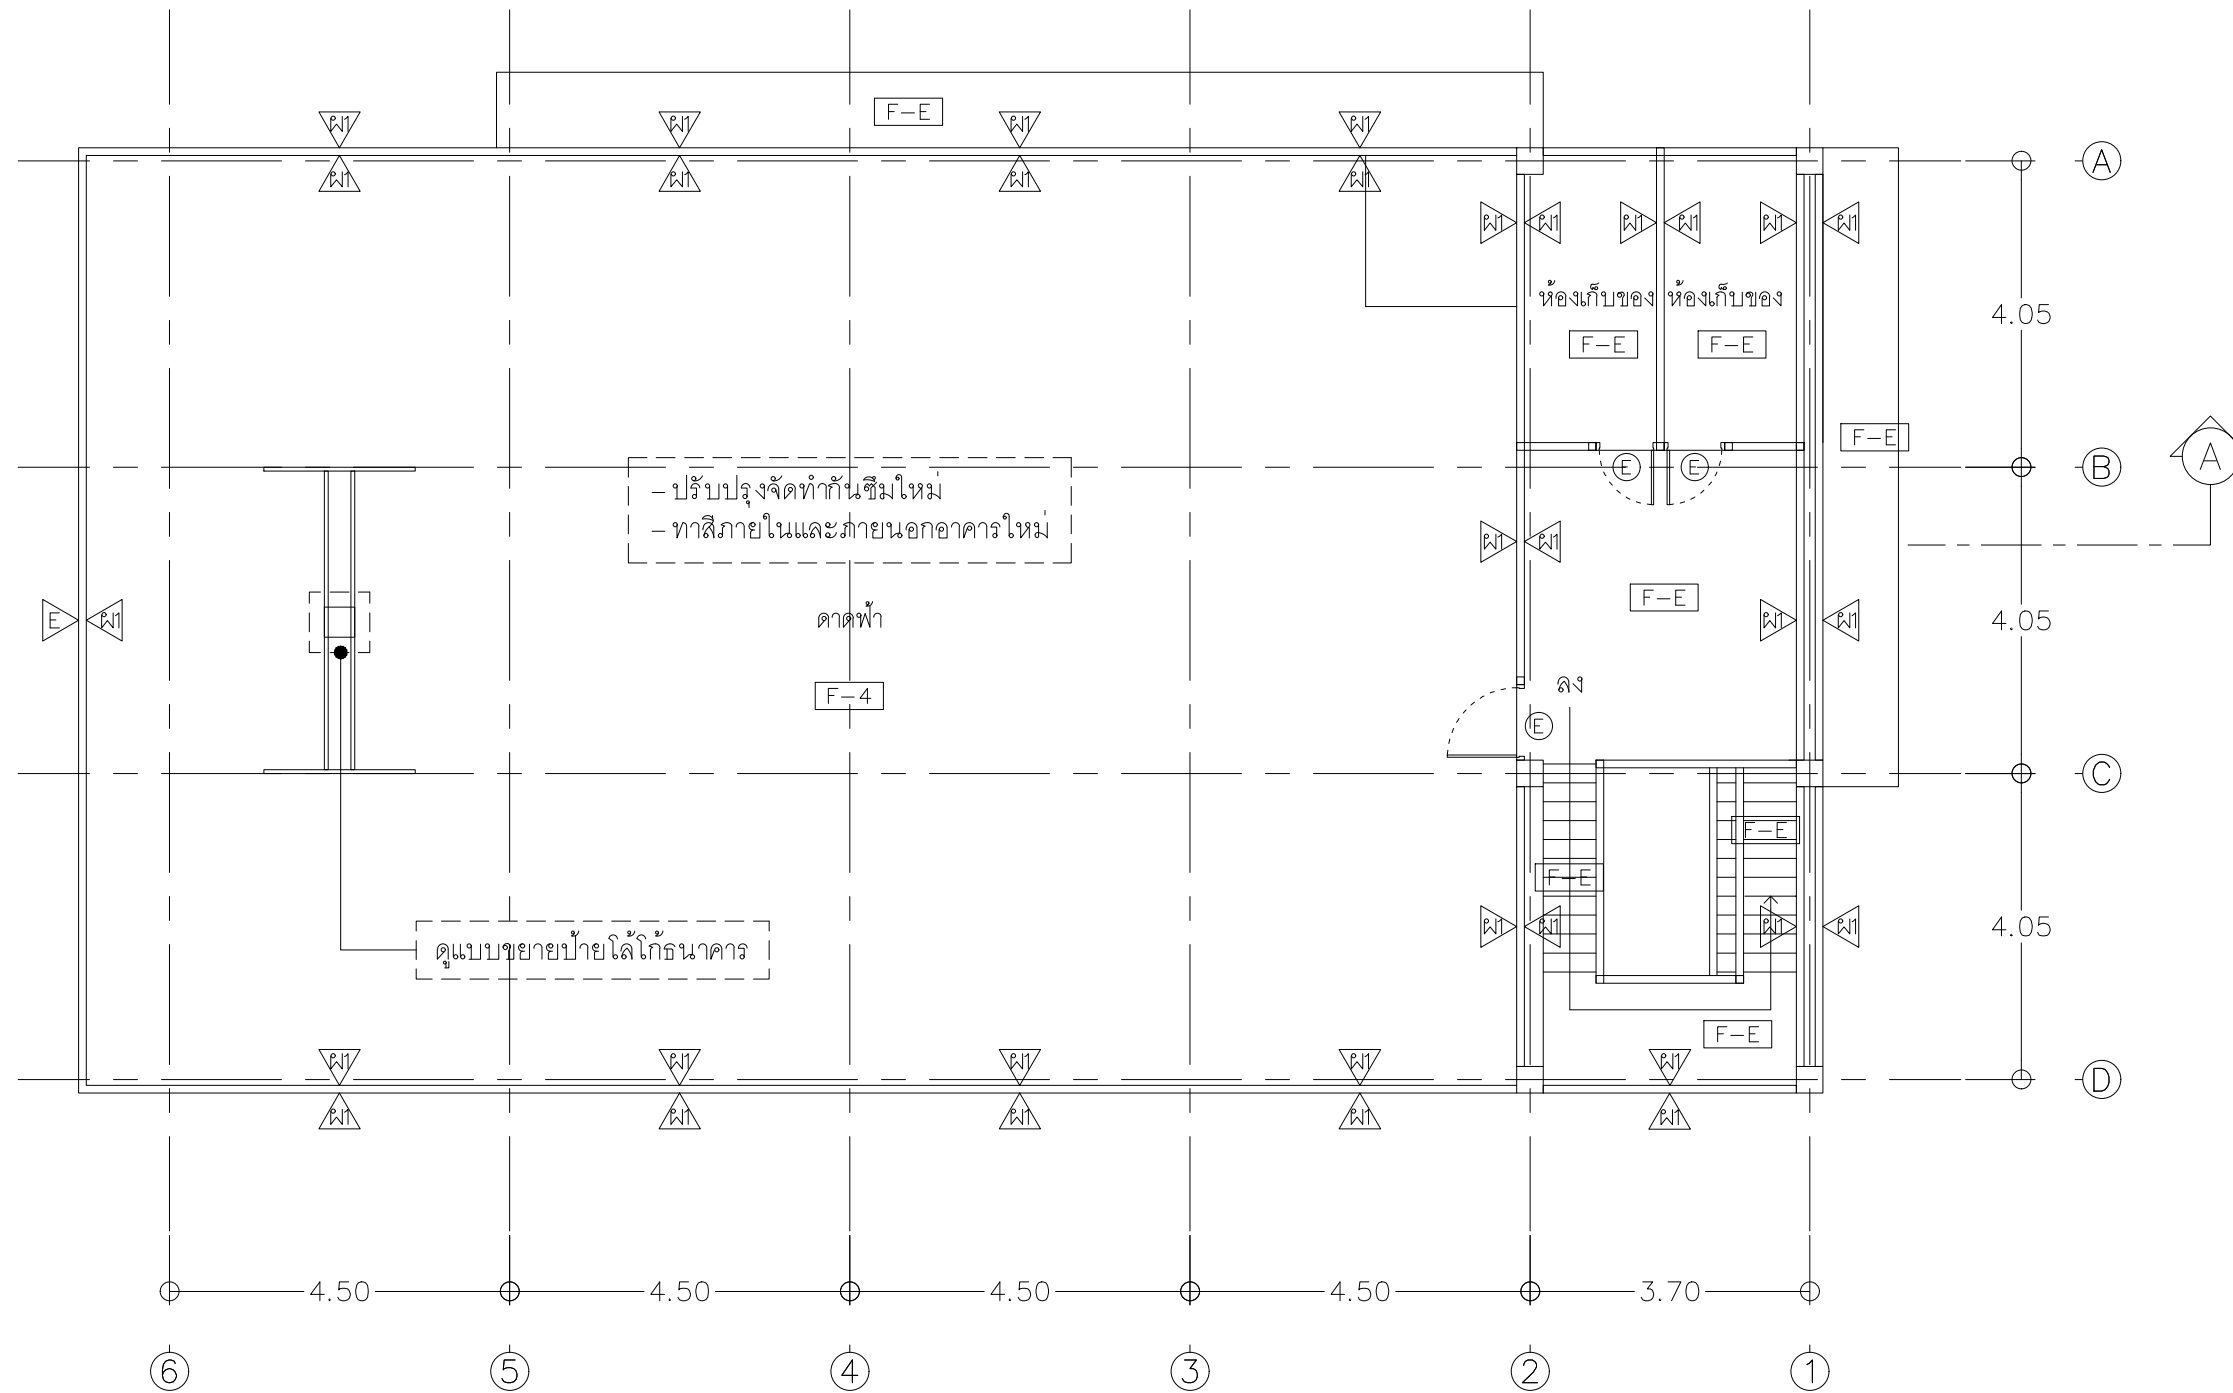 F-E
ผ1 ผ1 ผ1 ผ1
A
ผ1 ผ1 ผ1 ผ1
ผ1 ผ1 ผ1 ผ1 ผ1 ผ1
ห้องเก็บของ ห้องเก็บของ
4.05
F-E F-E
F-E
A
E E
B
- ปรับปรุงจัดทำกันซึมใหม่
- ทาสีภายในและภายนอกอาคารใหม่
ผ1 ผ1
F-E
E ผ1
ดาดฟ้า
ผ1 ผ1
4.05
F-4
ลง
E
C
F-E
F-E
ผ1 ผ1 ผ1 ผ1
4.05
ดูแบบขยายป้ายโล้โก้ธนาคาร
F-E
ผ1 ผ1 ผ1 ผ1 ผ1
D
ผ1 ผ1 ผ1 ผ1 ผ1
4.50 4.50 4.50 4.50 3.70
6 5 4 3 2 1